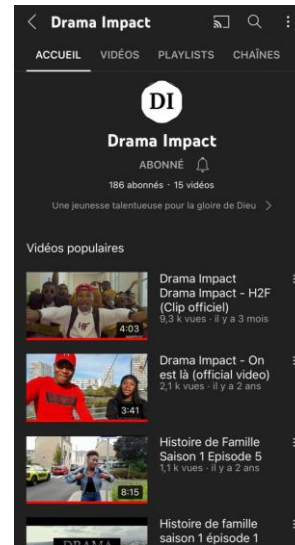 Drama Impact
ACCUEIL VIDÉOS PLAYLISTS CHAÎNES
DI
Drama Impact
ABONNÉ
186 abonnés · 15 vidéos
Une jeunesse talentueuse pour la gloire de Dieu
Vidéos populaires
Drama Impact
Drama Impact - H2F
(Clip officiel)
9,3 k vues · il y a 3 mois
4:03
Drama Impact - On
est là (official video)
2,1 k vues · il y a 2 ans
3:41
Histoire de Famille
Saison 1 Episode 5
1,1 k vues · il y a 2 ans
8:15
Histoire de famille
saison 1 épisode 1
DRAMA